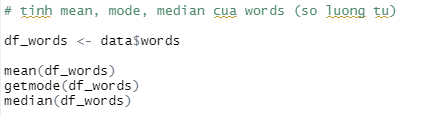 # tinh mean, mode, median cua words (so luong tu)
df_words <- data$words
mean(df_words)
getmode(df_words)
median(df_words)